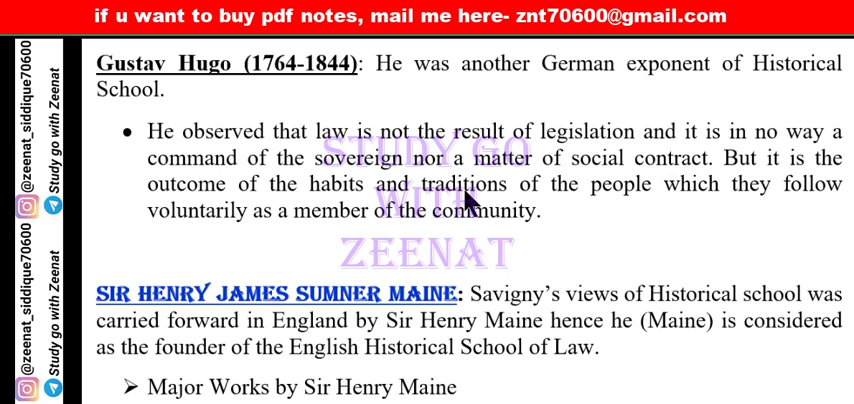 if u want to buy pdf notes, mail me here- znt70600@gmail.com
Gustav Hugo (1764-1844): He was another German exponent of Historical
School.
• He observed that law is not the result of legislation and it is in no way a
command of the sovereign nor a matter of social contract. But it is the
outcome of the habits and traditions of the people which they follow
voluntarily as a member of the community.
STUDY GO
WITH
ZEENAT
SIR HENRY JAMES SUMNER MAINE: Savigny's views of Historical school was
carried forward in England by Sir Henry Maine hence he (Maine) is considered
as the founder of the English Historical School of Law.
➢ Major Works by Sir Henry Maine
@zeenat_siddique70600
Study go with Zeenat
@zeenat_siddique70600
Study go with Zeenat